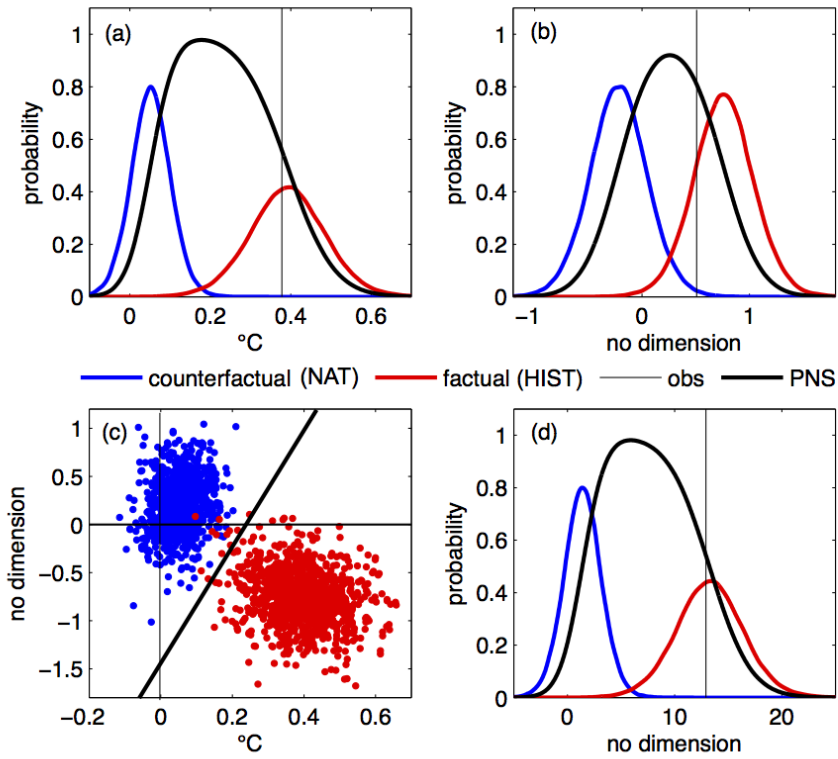 (a)
probability
1
0.8
0.6
0.4
0.2
0
0 0.2 0.4 0.6
°C
(b)
probability
1
0.8
0.6
0.4
0.2
0
−1 0 1
no dimension
counterfactual (NAT) factual (HIST) obs PNS
(c)
no dimension
1
0.5
0
−0.5
−1
−1.5
−0.2 0 0.2 0.4 0.6
°C
(d)
probability
1
0.8
0.6
0.4
0.2
0
0 10 20
no dimension